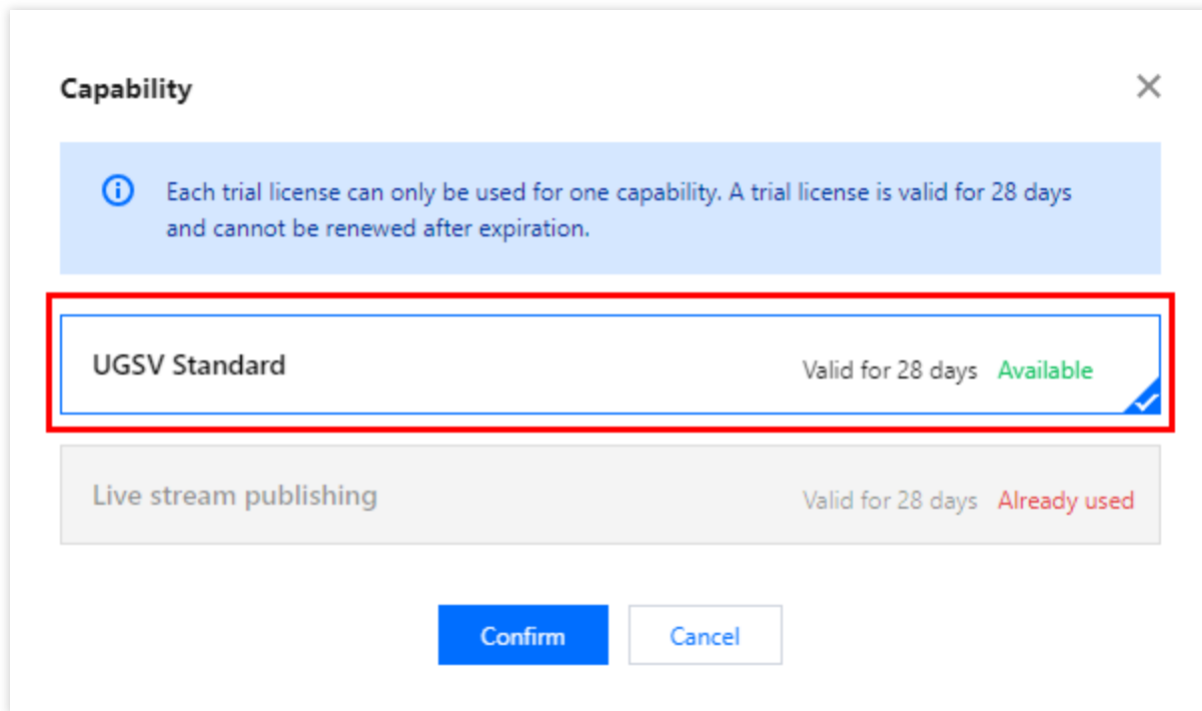 Capability
Each trial license can only be used for one capability. A trial license is valid for 28 days
and cannot be renewed after expiration.
UGSV Standard Valid for 28 days Available
Live stream publishing Valid for 28 days Already used
Confirm Cancel